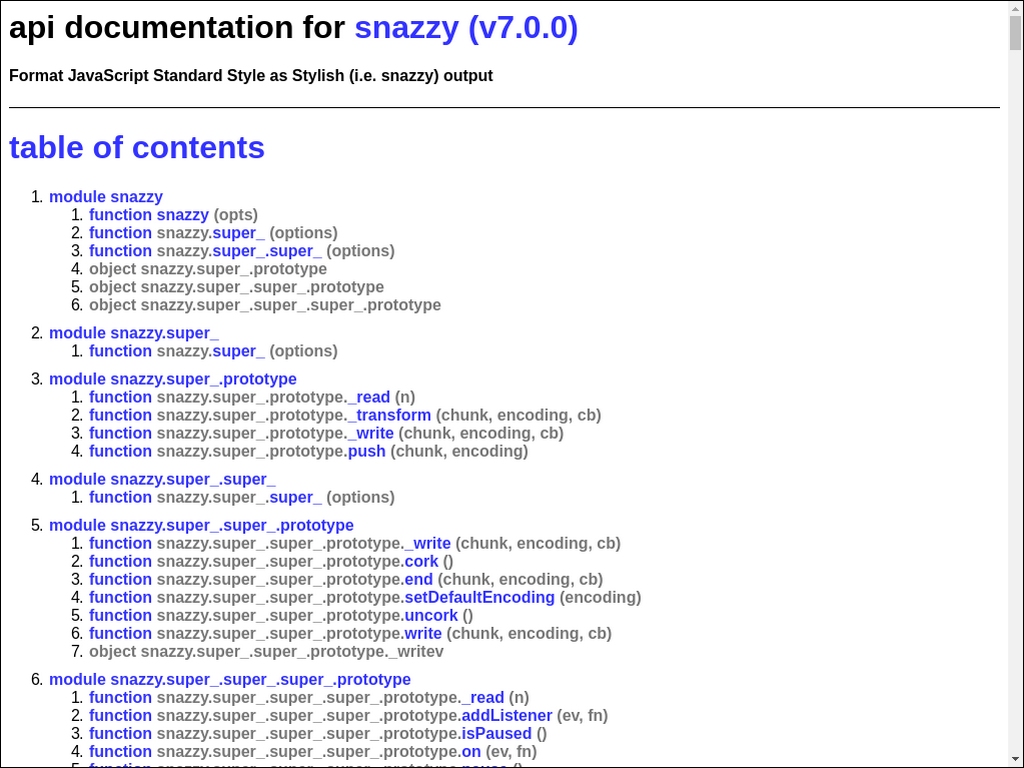 api documentation for snazzy (v7.0.0)
Format JavaScript Standard Style as Stylish (i.e. snazzy) output
table of contents
1. module snazzy
1. function snazzy (opts)
2. function snazzy.super_ (options)
3. function snazzy.super_.super_ (options)
4. object snazzy.super_.prototype
5. object snazzy.super_.super_.prototype
6. object snazzy.super_.super_.super_.prototype
2. module snazzy.super_
1. function snazzy.super_ (options)
3. module snazzy.super_.prototype
1. function snazzy.super_.prototype._read (n)
2. function snazzy.super_.prototype._transform (chunk, encoding, cb)
3. function snazzy.super_.prototype._write (chunk, encoding, cb)
4. function snazzy.super_.prototype.push (chunk, encoding)
4. module snazzy.super_.super_
1. function snazzy.super_.super_ (options)
5. module snazzy.super_.super_.prototype
1. function snazzy.super_.super_.prototype._write (chunk, encoding, cb)
2. function snazzy.super_.super_.prototype.cork ()
3. function snazzy.super_.super_.prototype.end (chunk, encoding, cb)
4. function snazzy.super_.super_.prototype.setDefaultEncoding (encoding)
5. function snazzy.super_.super_.prototype.uncork ()
6. function snazzy.super_.super_.prototype.write (chunk, encoding, cb)
7. object snazzy.super_.super_.prototype._writev
6. module snazzy.super_.super_.super_.prototype
1. function snazzy.super_.super_.super_.prototype._read (n)
2. function snazzy.super_.super_.super_.prototype.addListener (ev, fn)
3. function snazzy.super_.super_.super_.prototype.isPaused ()
4. function snazzy.super_.super_.super_.prototype.on (ev, fn)
5. function snazzy.super_.super_.super_.prototype.pause ()